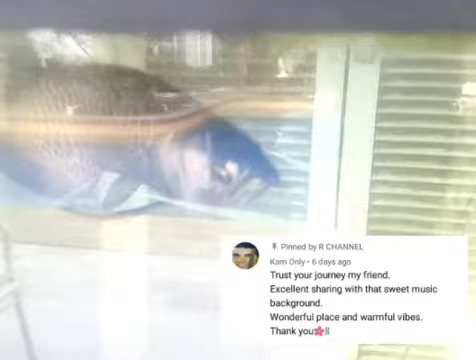 Pinned by R CHANNEL
Kam Only • 6 days ago
Trust your journey my friend.
Excellent sharing with that sweet music
background.
Wonderful place and warmful vibes.
Thank you🌺!!